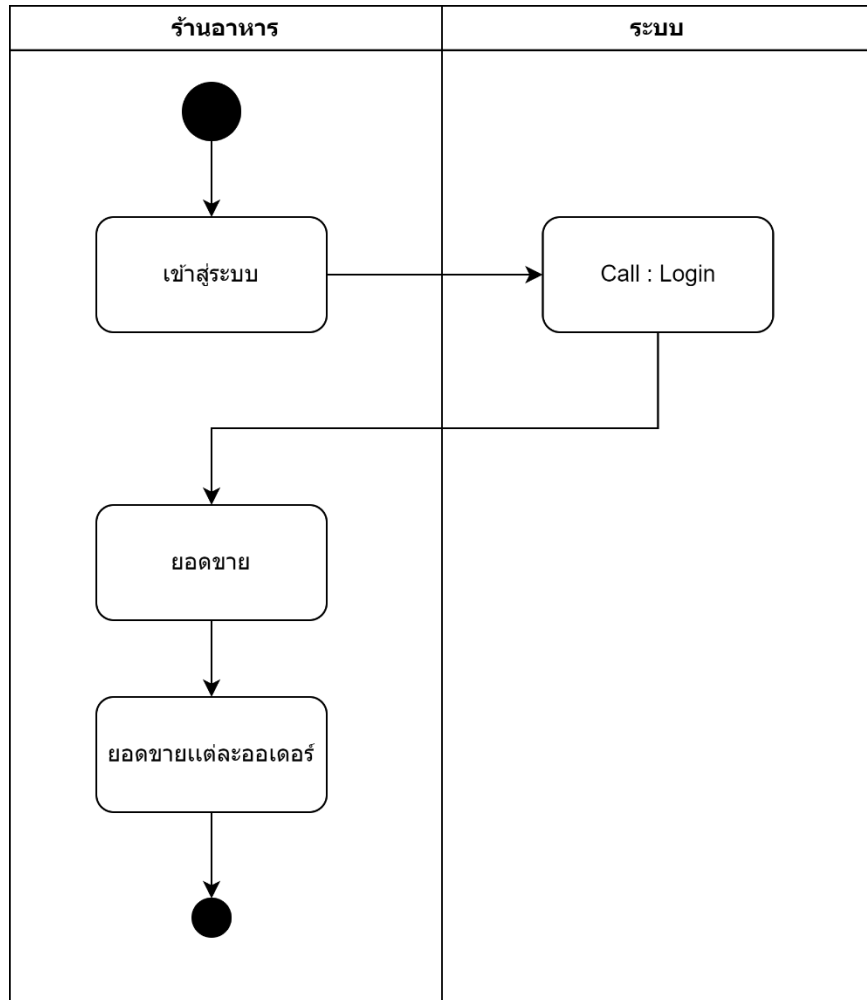 ร้านอาหาร
ระบบ
เข้าสู่ระบบ
Call : Login
ยอดขาย
ยอดขายแต่ละออเดอร์